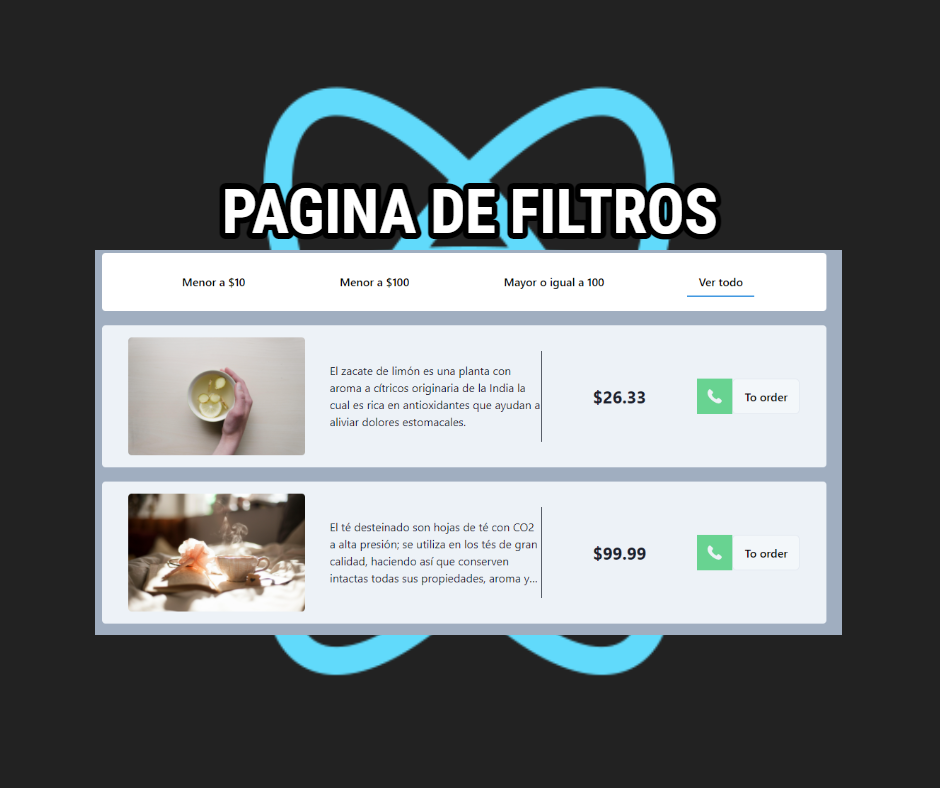 PAGINA DE FILTROS
Menor a $10
Menor a $100
Mayor o igual a 100
Ver todo
El zacate de limón es una planta con
aroma a cítricos originaria de la India la
cual es rica en antioxidantes que ayudan a
aliviar dolores estomacales.
$26.33
To order
El té desteinado son hojas de té con CO2
a alta presión; se utiliza en los tés de gran
calidad, haciendo así que conserven
intactas todas sus propiedades, aroma y...
$99.99
To order